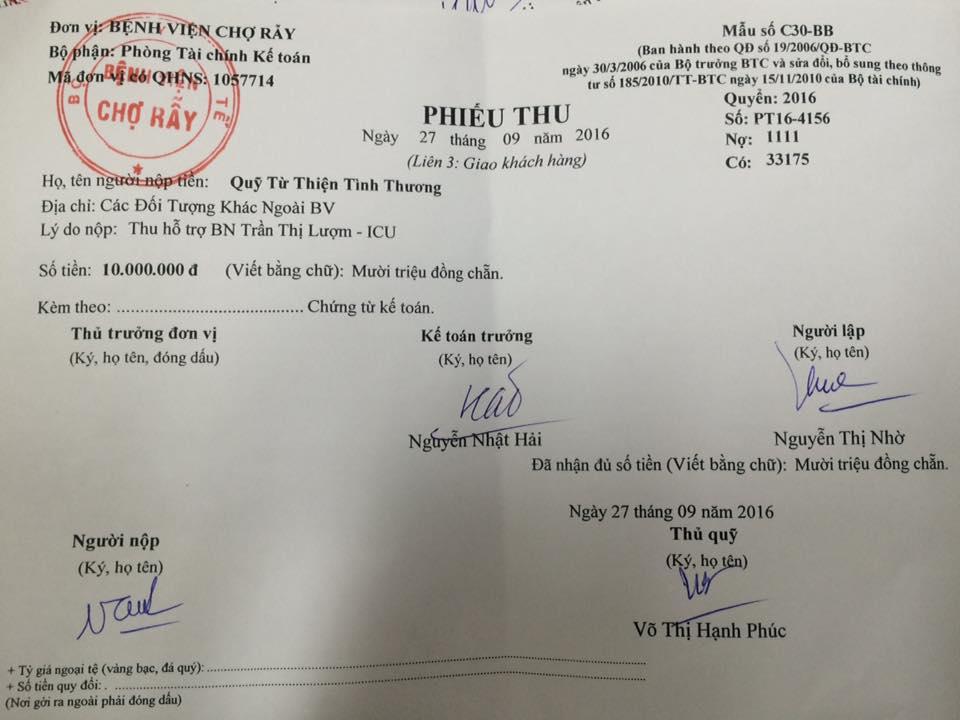 Đơn vị: BỆNH VIỆN CHỢ RẪY
Bộ phận: Phòng Tài chính Kế toán
Mã đơn vị có QHNS: 1057714
BỘ Y TẾ
BỆNH VIỆN
CHỢ RẪY
Mẫu số C30-BB
(Ban hành theo QĐ số 19/2006/QĐ-BTC
ngày 30/3/2006 của Bộ trưởng BTC và sửa đổi, bổ sung theo thông
tư số 185/2010/TT-BTC ngày 15/11/2010 của Bộ tài chính)
Quyển: 2016
Số: PT16-4156
Nợ: 1111
Có: 33175
PHIẾU THU
Ngày 27 tháng 09 năm 2016
(Liên 3: Giao khách hàng)
Họ, tên người nộp tiền: Quỹ Từ Thiện Tình Thương
Địa chỉ: Các Đối Tượng Khác Ngoài BV
Lý do nộp: Thu hỗ trợ BN Trần Thị Lượm - ICU
Số tiền: 10.000.000 đ (Viết bằng chữ): Mười triệu đồng chẵn.
Kèm theo: ........................................ Chứng từ kế toán.
Thủ trưởng đơn vị Kế toán trưởng Người lập
(Ký, họ tên, đóng dấu) (Ký, họ tên) (Ký, họ tên)
Nguyễn Nhật Hải Nguyễn Thị Nhờ
Đã nhận đủ số tiền (Viết bằng chữ): Mười triệu đồng chẵn.
Ngày 27 tháng 09 năm 2016
Người nộp Thủ quỹ
(Ký, họ tên) (Ký, họ tên)
Võ Thị Hạnh Phúc
+ Tỷ giá ngoại tệ (vàng bạc, đá quý): ........................................
+ Số tiền quy đổi: ........................................
(Nơi gởi ra ngoài phải đóng dấu)